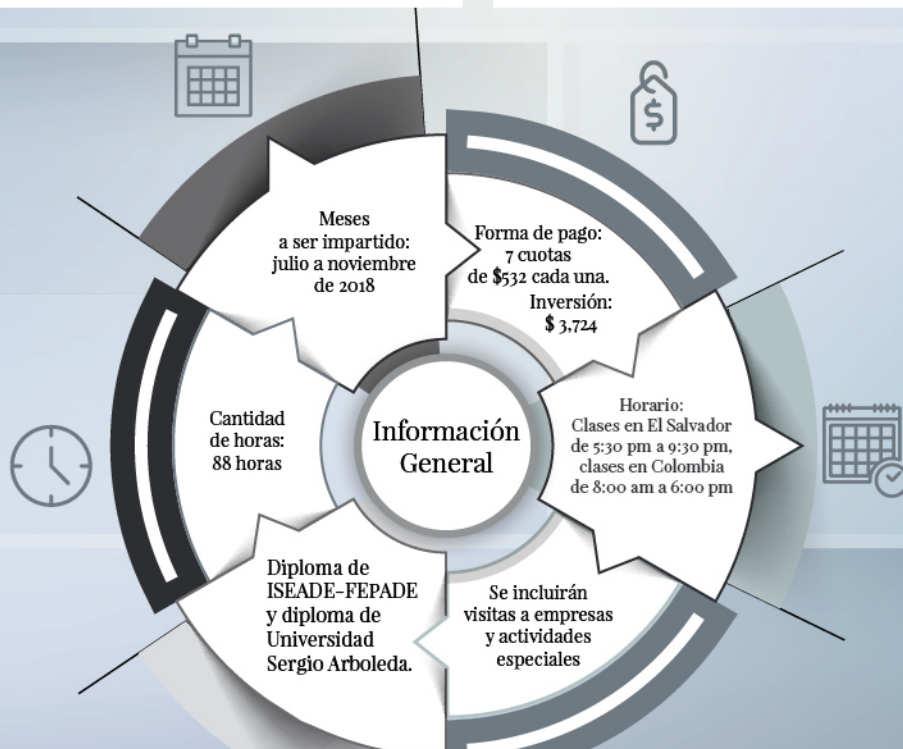 Meses
a ser impartido:
julio a noviembre
de 2018
Forma de pago:
7 cuotas
de $532 cada una.
Inversión:
$ 3,724
Horario:
Clases en El Salvador
de 5:30 pm a 9:30 pm,
clases en Colombia
de 8:00 am a 6:00 pm
Se incluirán
visitas a empresas
y actividades
especiales
Diploma de
ISEADE-FEPADE
y diploma de
Universidad
Sergio Arboleda.
Cantidad
de horas:
88 horas
Información
General